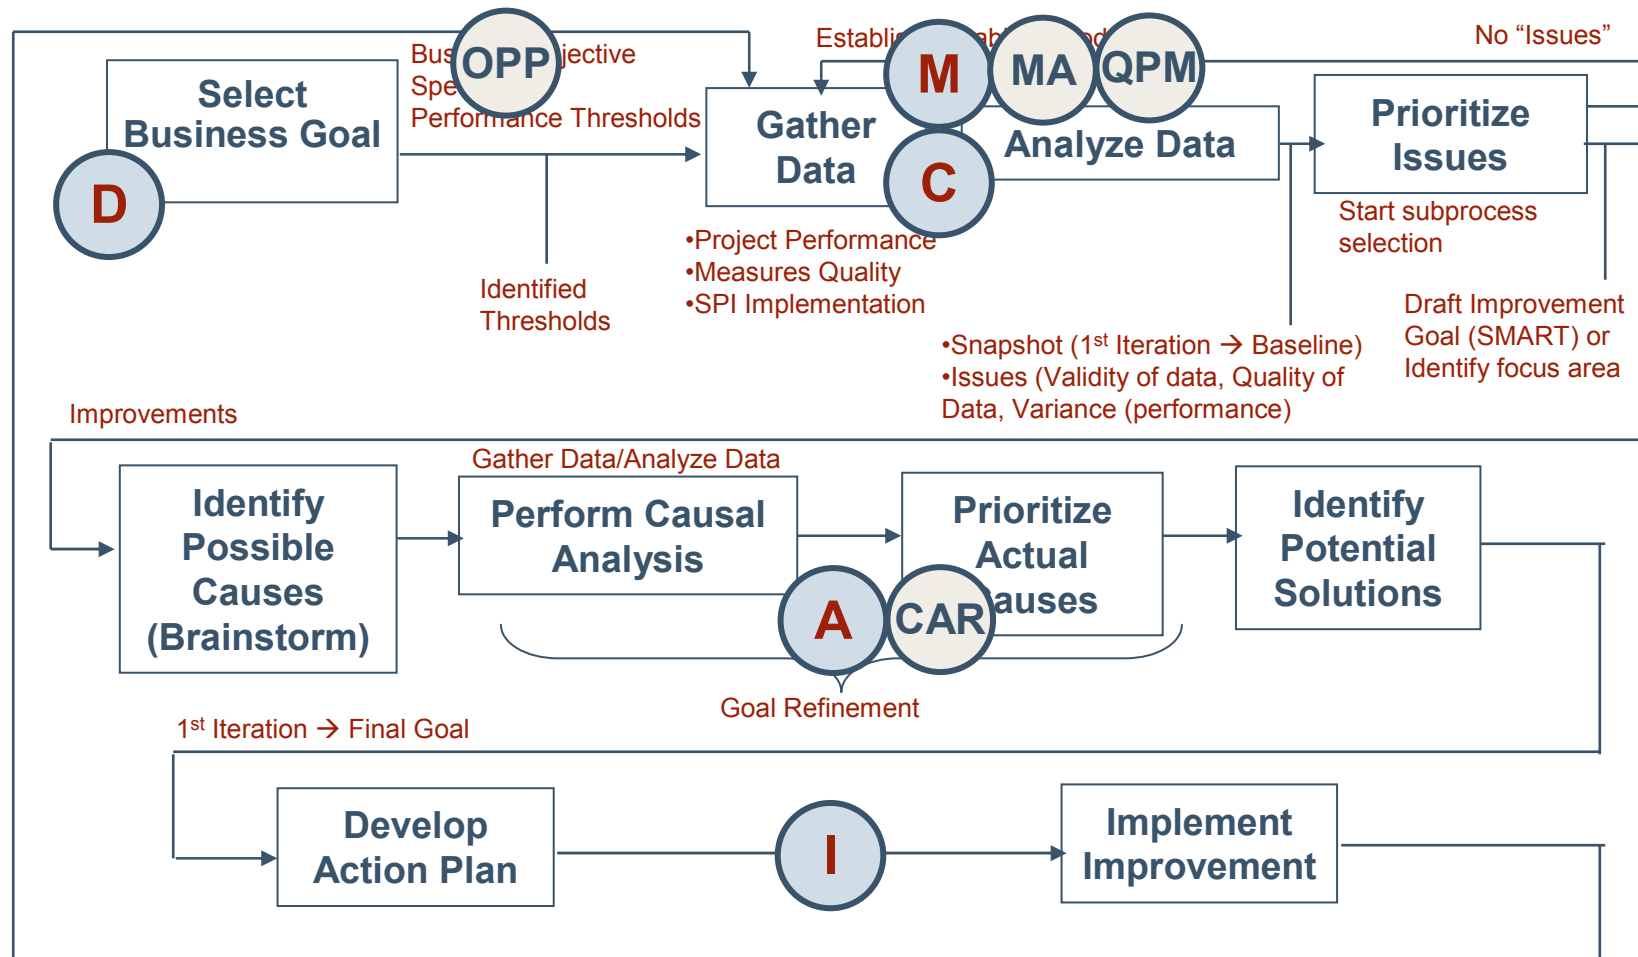 No “Issues”
OPP
M
MA
QPM
Performance Thresholds
Select
Business Goal
D
Gather
Data
C
Analyze Data
Prioritize
Issues
Start subprocess
selection
•Project Performance
•Measures Quality
•SPI Implementation
Identified
Thresholds
Draft Improvement
Goal (SMART) or
Identify focus area
•Snapshot (1st Iteration → Baseline)
•Issues (Validity of data, Quality of
Data, Variance (performance)
Improvements
Gather Data/Analyze Data
Identify
Possible
Causes
(Brainstorm)
Perform Causal
Analysis
Prioritize
Actual
A
CAR
Identify
Potential
Solutions
Goal Refinement
1st Iteration → Final Goal
Develop
Action Plan
I
Implement
Improvement